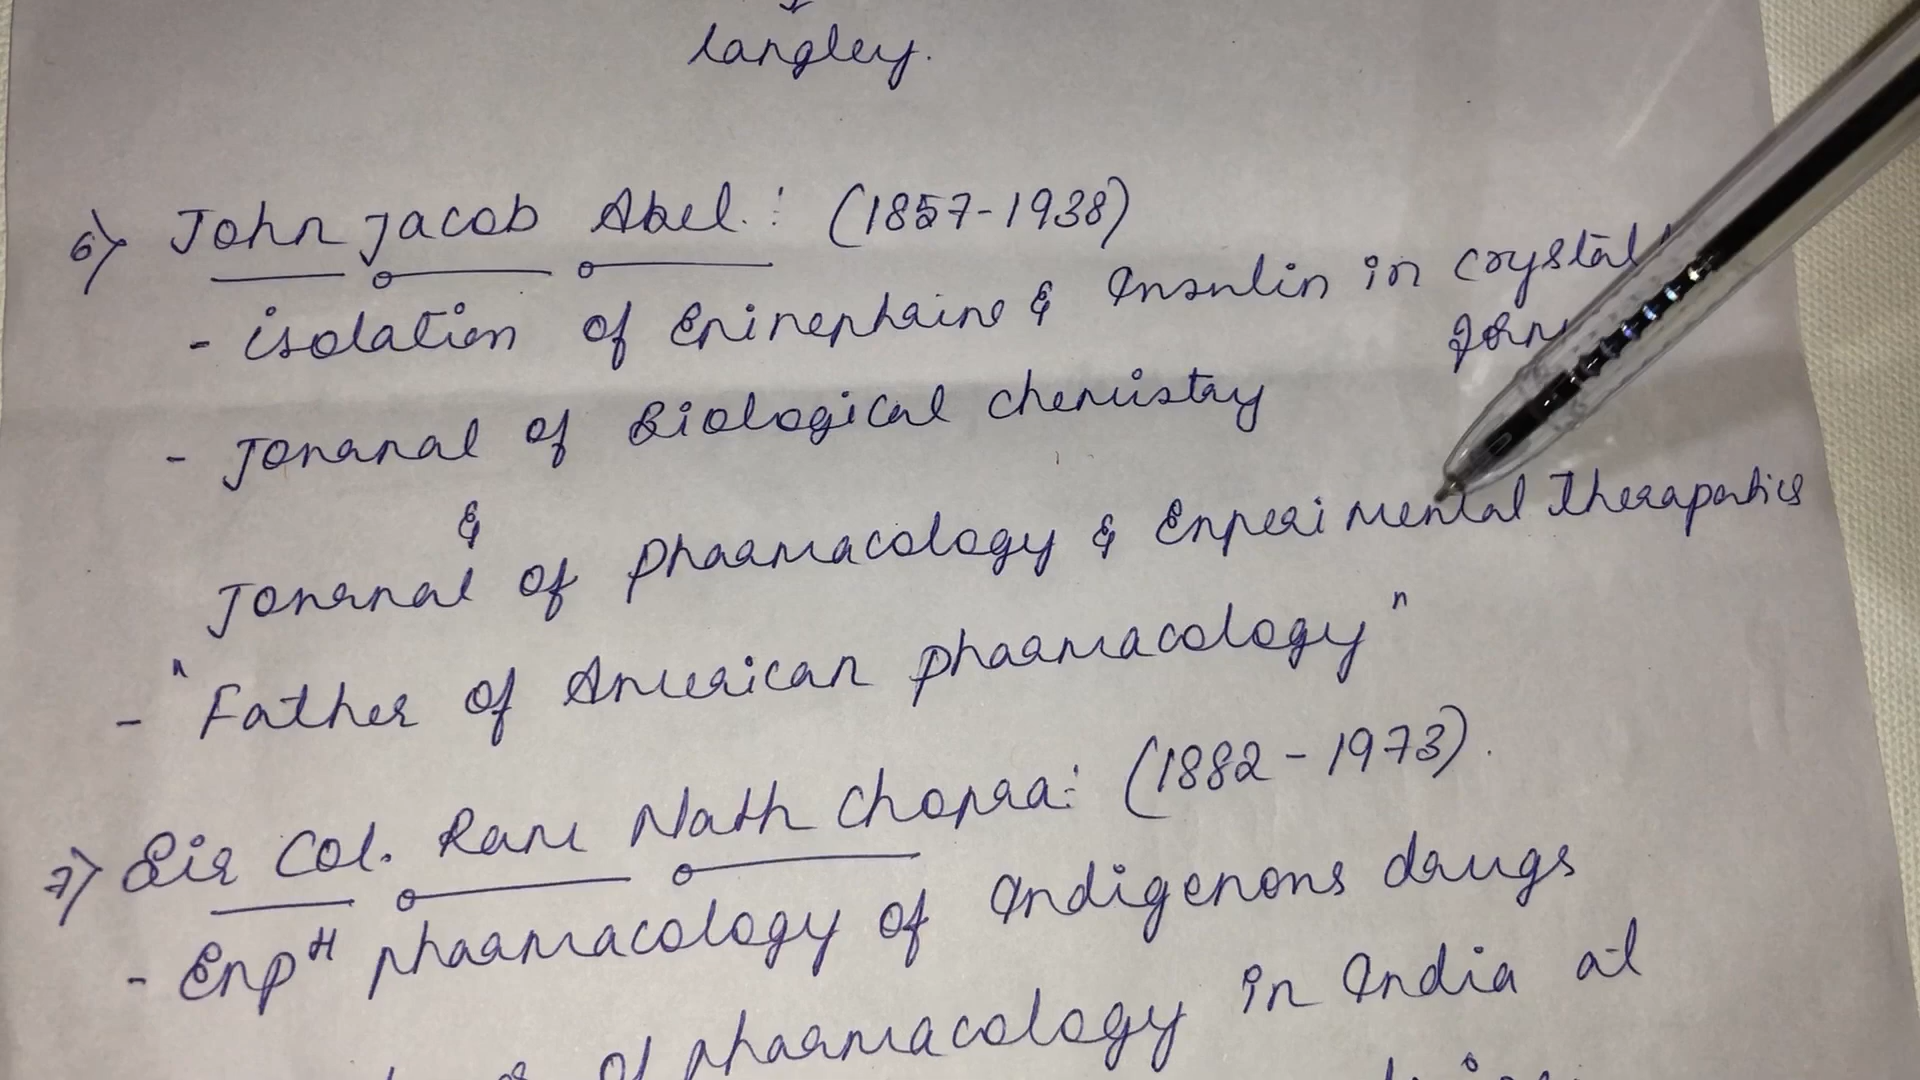 langley.
6) John Jacob Abel : (1857-1938)
- isolation of Epinephrine & Insulin in crystal
form
- Journal of Biological chemistry
&
Journal of pharmacology & Experimental Therapeutics
- "Father of American pharmacology"
7) Sir Col. Ram Nath Chopra : (1882-1973).
- Exptl pharmacology of Indigenous drugs
of pharmacology in India at